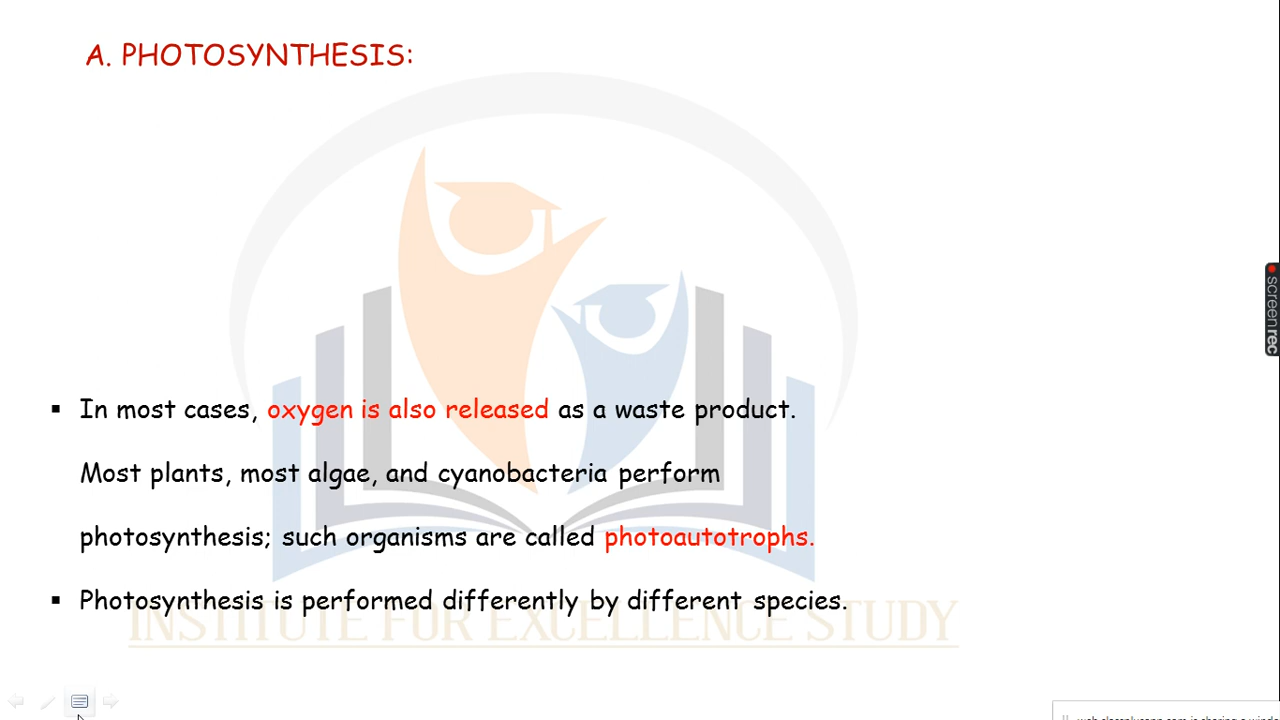 A. PHOTOSYNTHESIS:
▪ In most cases, oxygen is also released as a waste product.
Most plants, most algae, and cyanobacteria perform
photosynthesis; such organisms are called photoautotrophs.
▪ Photosynthesis is performed differently by different species.
INSTITUTE FOR EXCELLENCE STUDY
screenrec